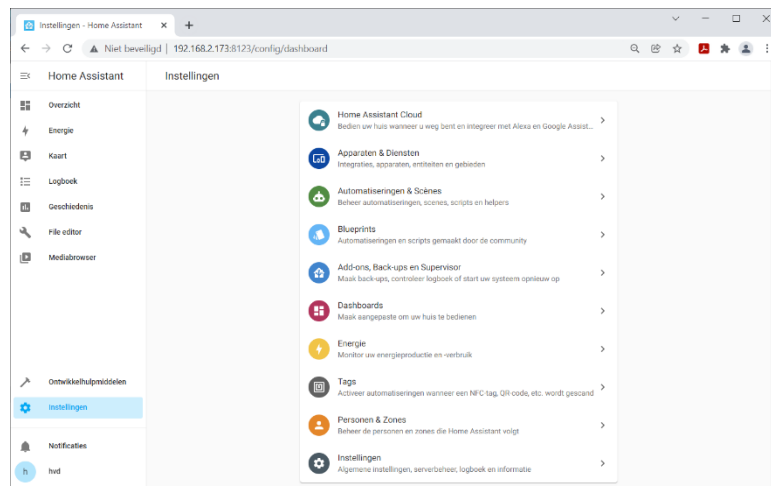 Instellingen - Home Assistant
Niet beveiligd | 192.168.2.173:8123/config/dashboard
Home Assistant
Instellingen
Overzicht
Energie
Kaart
Logboek
Geschiedenis
File editor
Mediabrowser
Ontwikkelhulpmiddelen
Instellingen
Notificaties
h hvd
Home Assistant Cloud
Bedien uw huis wanneer u weg bent en integreer met Alexa en Google Assist...
Apparaten & Diensten
Integraties, apparaten, entiteiten en gebieden
Automatiseringen & Scènes
Beheer automatiseringen, scenes, scripts en helpers
Blueprints
Automatiseringen en scripts gemaakt door de community
Add-ons, Back-ups en Supervisor
Maak back-ups, controleer logboek of start uw systeem opnieuw op
Dashboards
Maak aangepaste om uw huis te bedienen
Energie
Monitor uw energieproductie en -verbruik
Tags
Activeer automatiseringen wanneer een NFC-tag, QR-code, etc. wordt gescand
Personen & Zones
Beheer de personen en zones die Home Assistant volgt
Instellingen
Algemene instellingen, serverbeheer, logboek en informatie